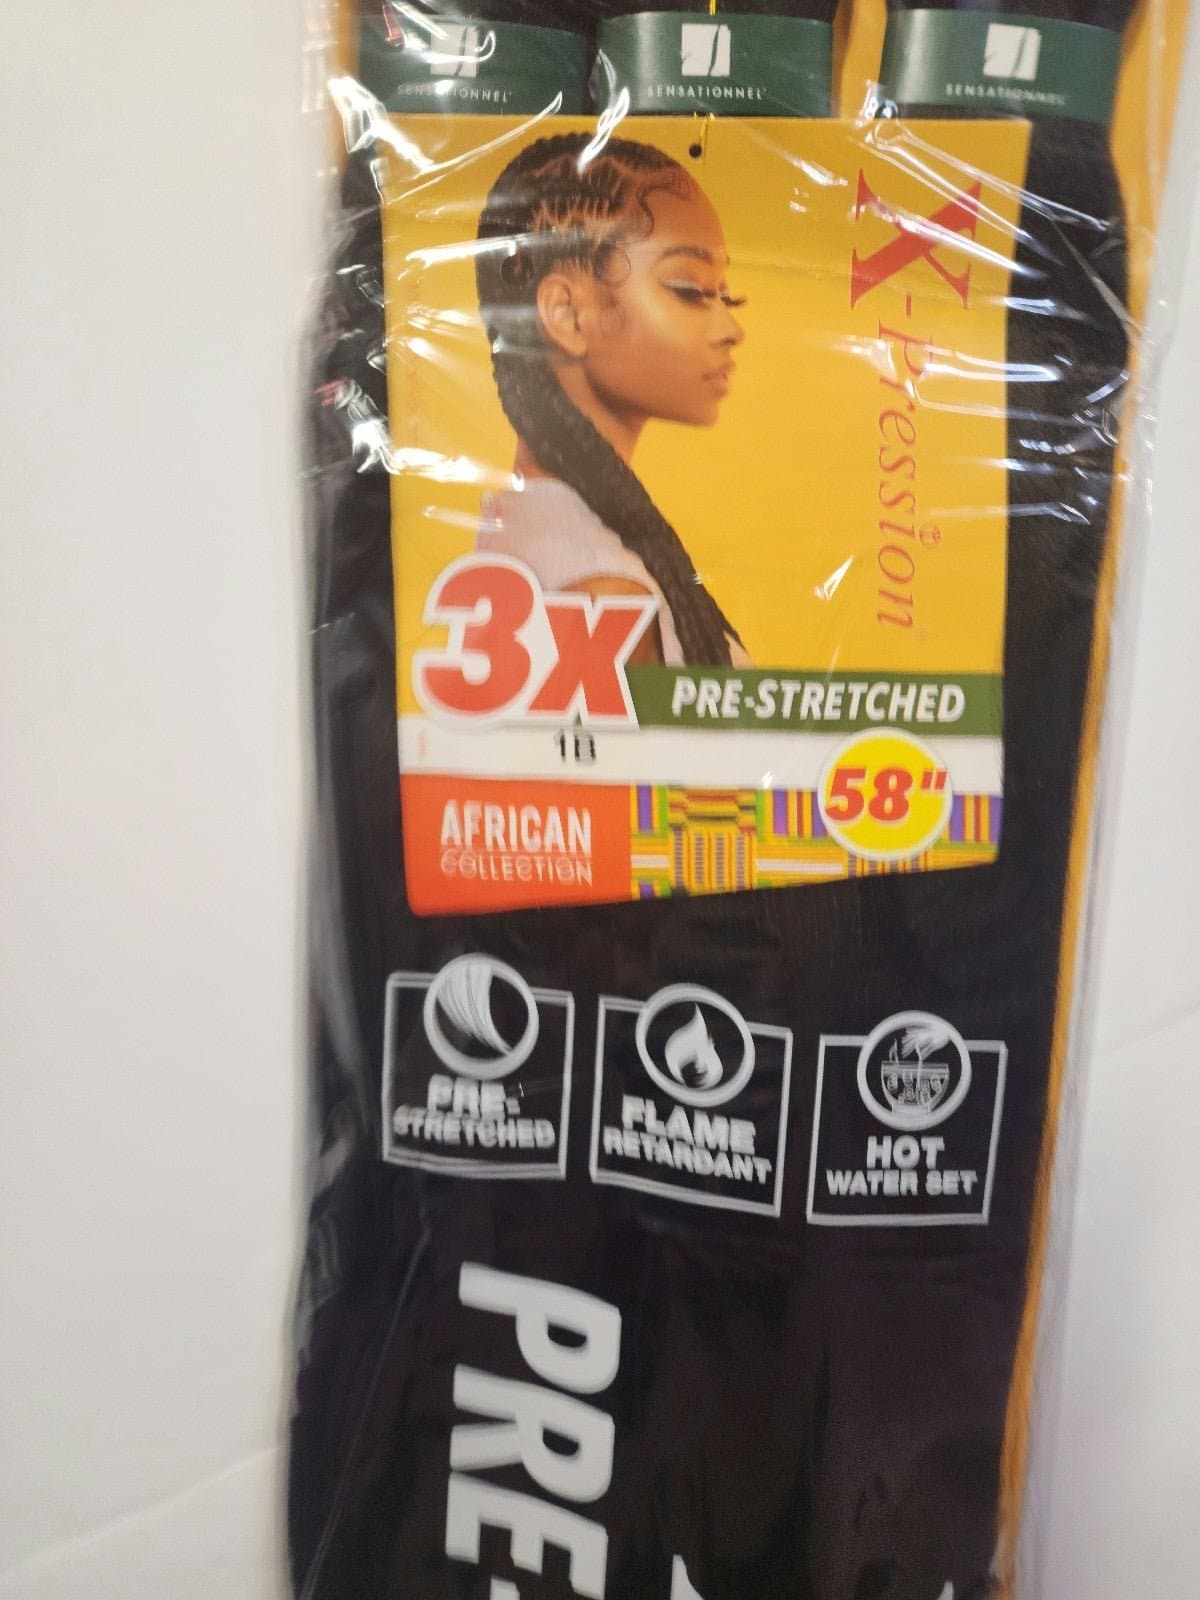 SENSATIONNEL
SENSATIONNEL
SENSATIONNEL
X-Pression
3X
PRE-STRETCHED
1B
58"
AFRICAN
COLLECTION
PRE-
STRETCHED
FLAME
RETARDANT
HOT
WATER SET
PRE-